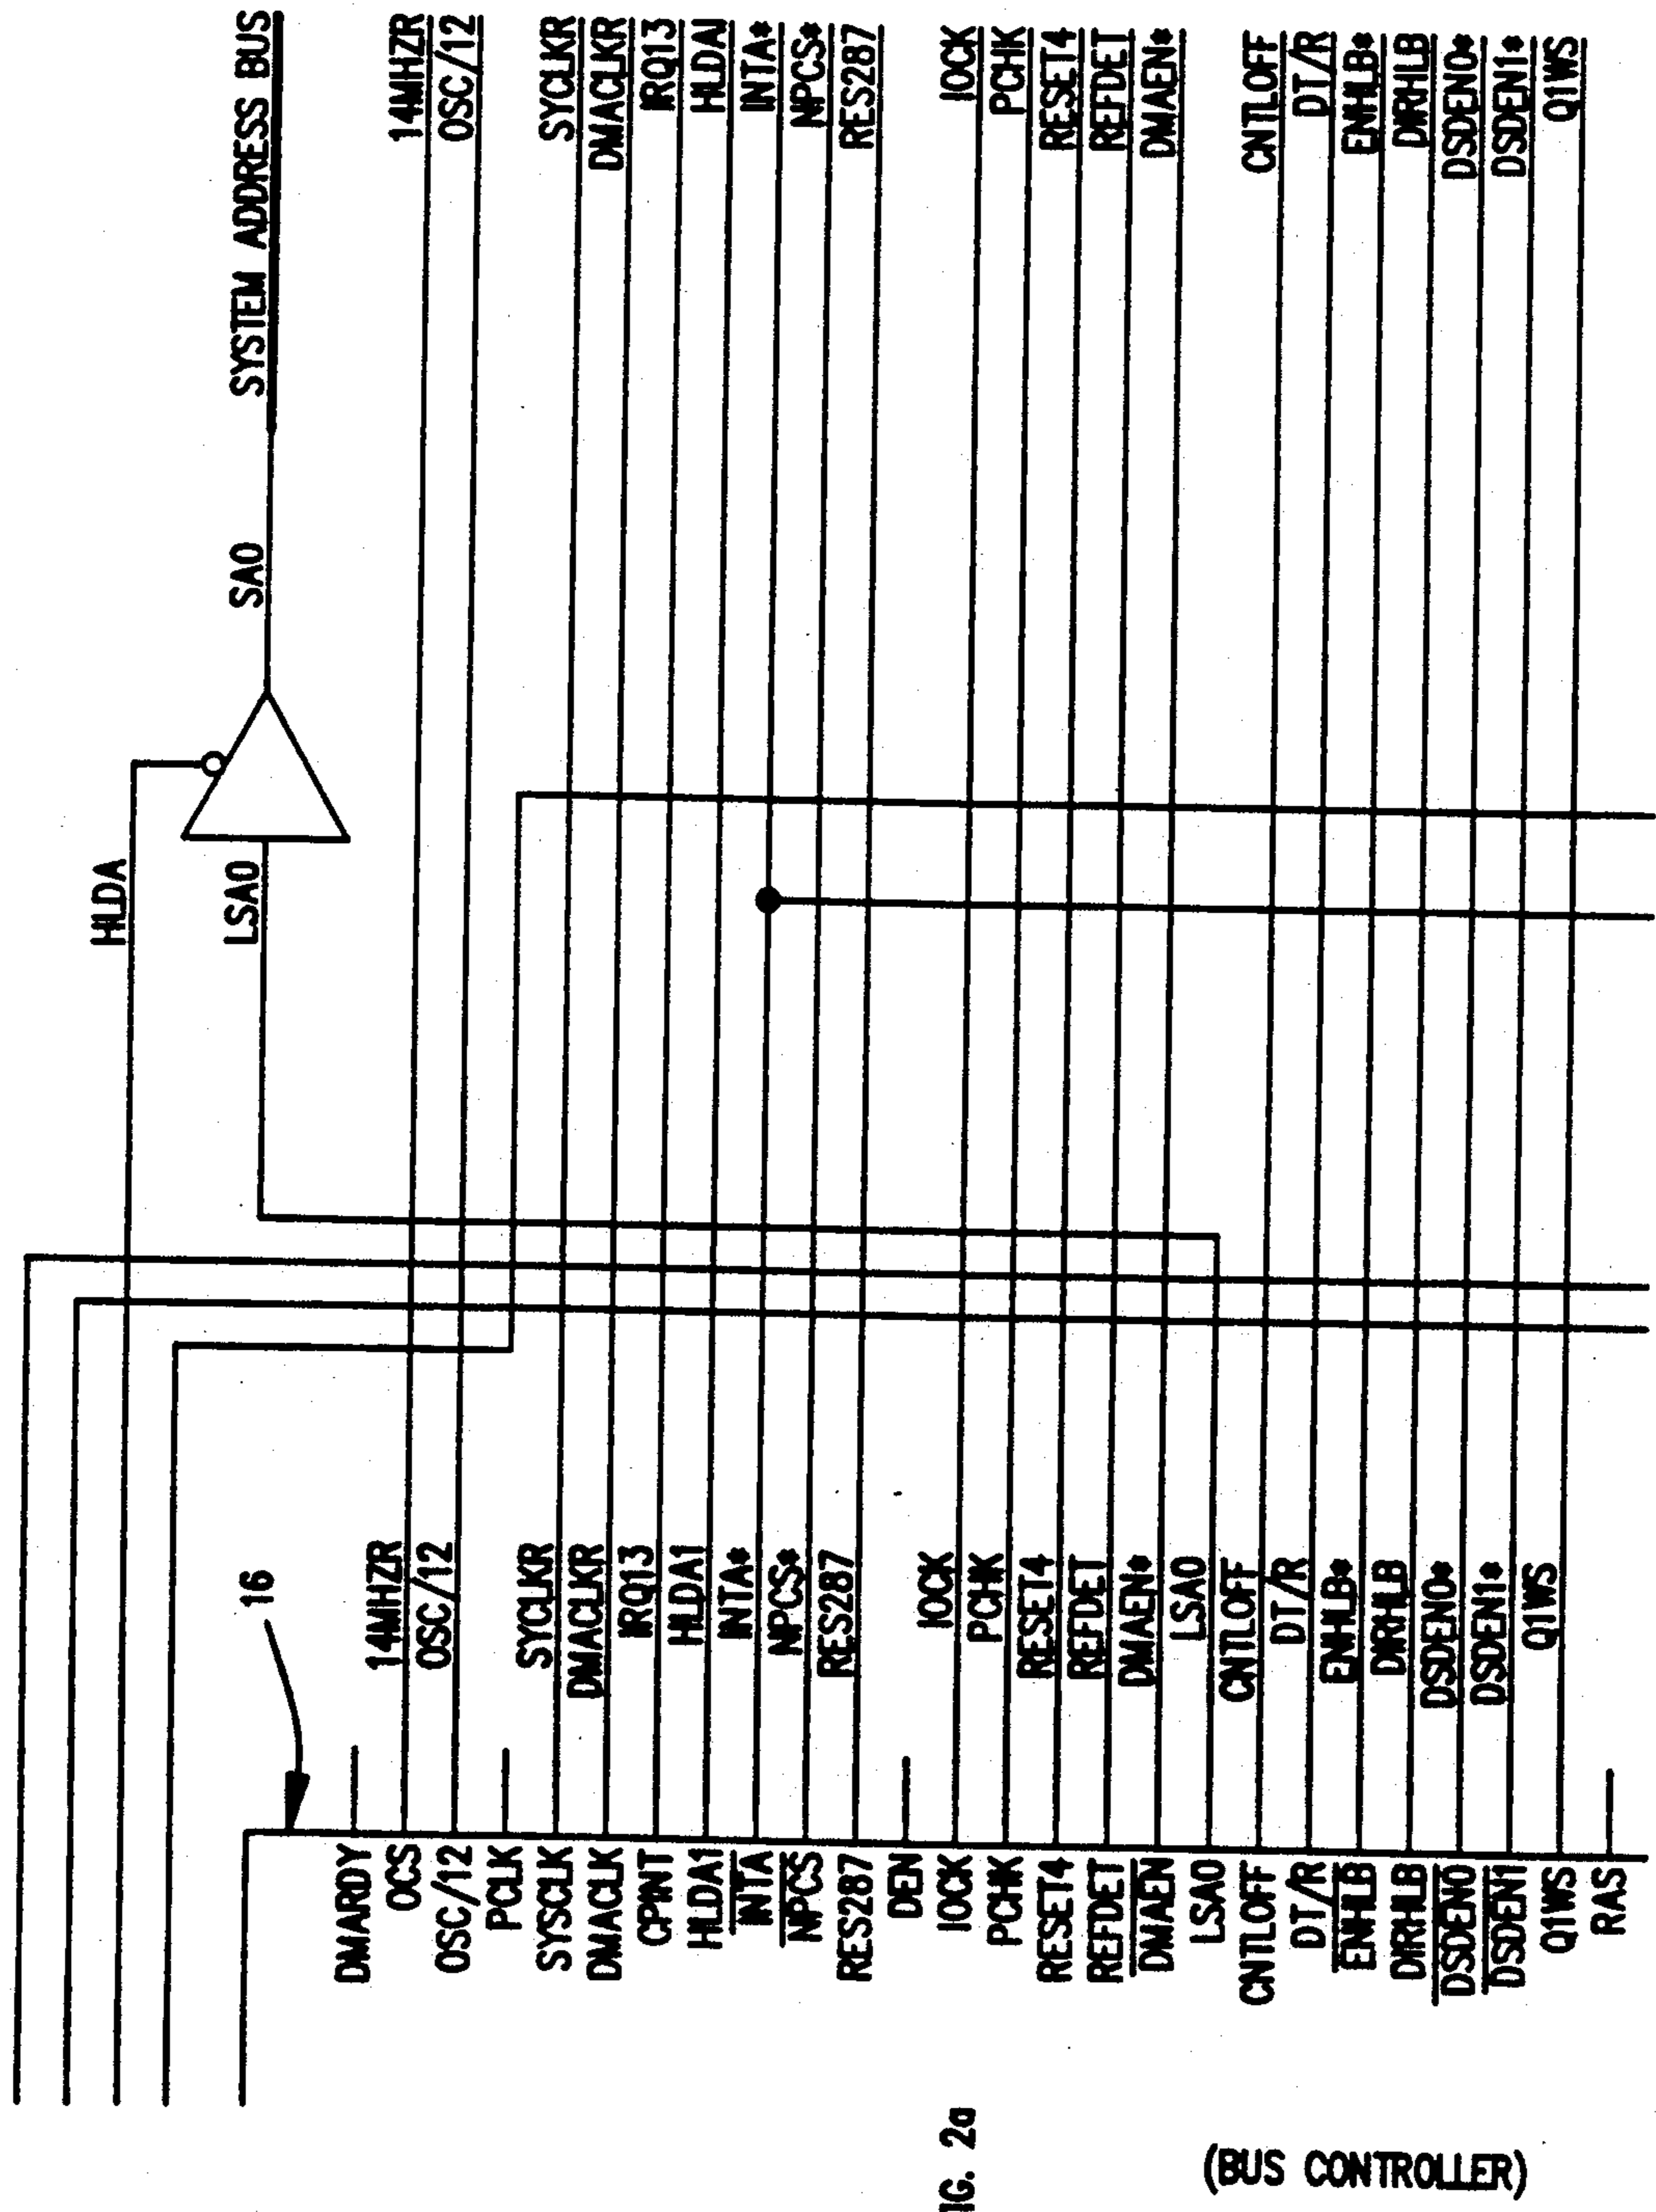 HLDA
LSA0
SA0
SYSTEM ADDRESS BUS
16
DMARDY
OCS 14MHZR 14MHZR
OSC/12 OSC/12 OSC/12
PCLK
SYSCLK SYCLKR SYCLKR
DMACLK DMACLKR DMACLKR
CPINT IRQ13 IRQ13
HLDA1 HLDA1 HLDA1
INTA INTA* INTA*
NPCS NPCS* NPCS*
RES287 RES287 RES287
DEN
IOCK IOCK IOCK
PCHK PCHK PCHK
RESET4 RESET4 RESET4
REFDET REFDET REFDET
DMAEN DMAEN* DMAEN*
LSA0 LSA0
CNTLOFF CNTLOFF CNTLOFF
DT/R DT/R DT/R
ENHLB ENHLB* ENHLB*
DIRHLB DIRHLB DIRHLB
DSDEN0 DSDEN0* DSDEN0*
DSDEN1 DSDEN1* DSDEN1*
Q1WS Q1WS Q1WS
RAS
IG. 2a
(BUS CONTROLLER)